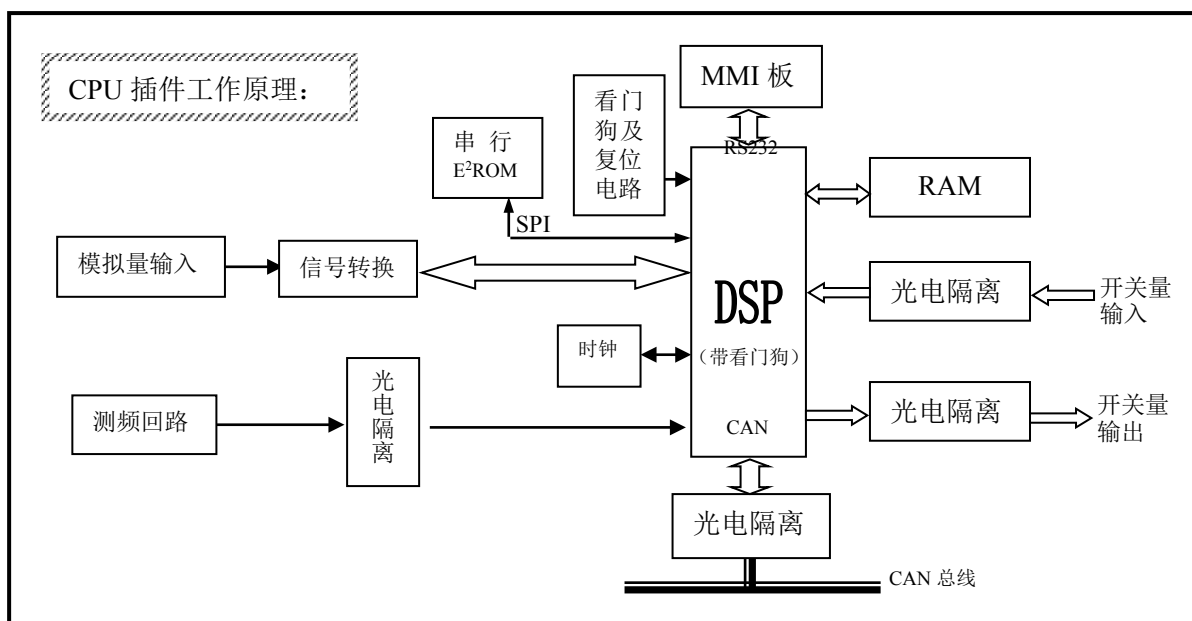 CPU 插件工作原理：
MMI 板
看门
狗及
复位
电路
串 行
E²ROM
RS232
RAM
SPI
模拟量输入
信号转换
DSP
（带看门狗）
光电隔离
开关量
输入
时钟
测频回路
光
电
隔
离
光电隔离
开关量
输出
CAN
光电隔离
CAN 总线